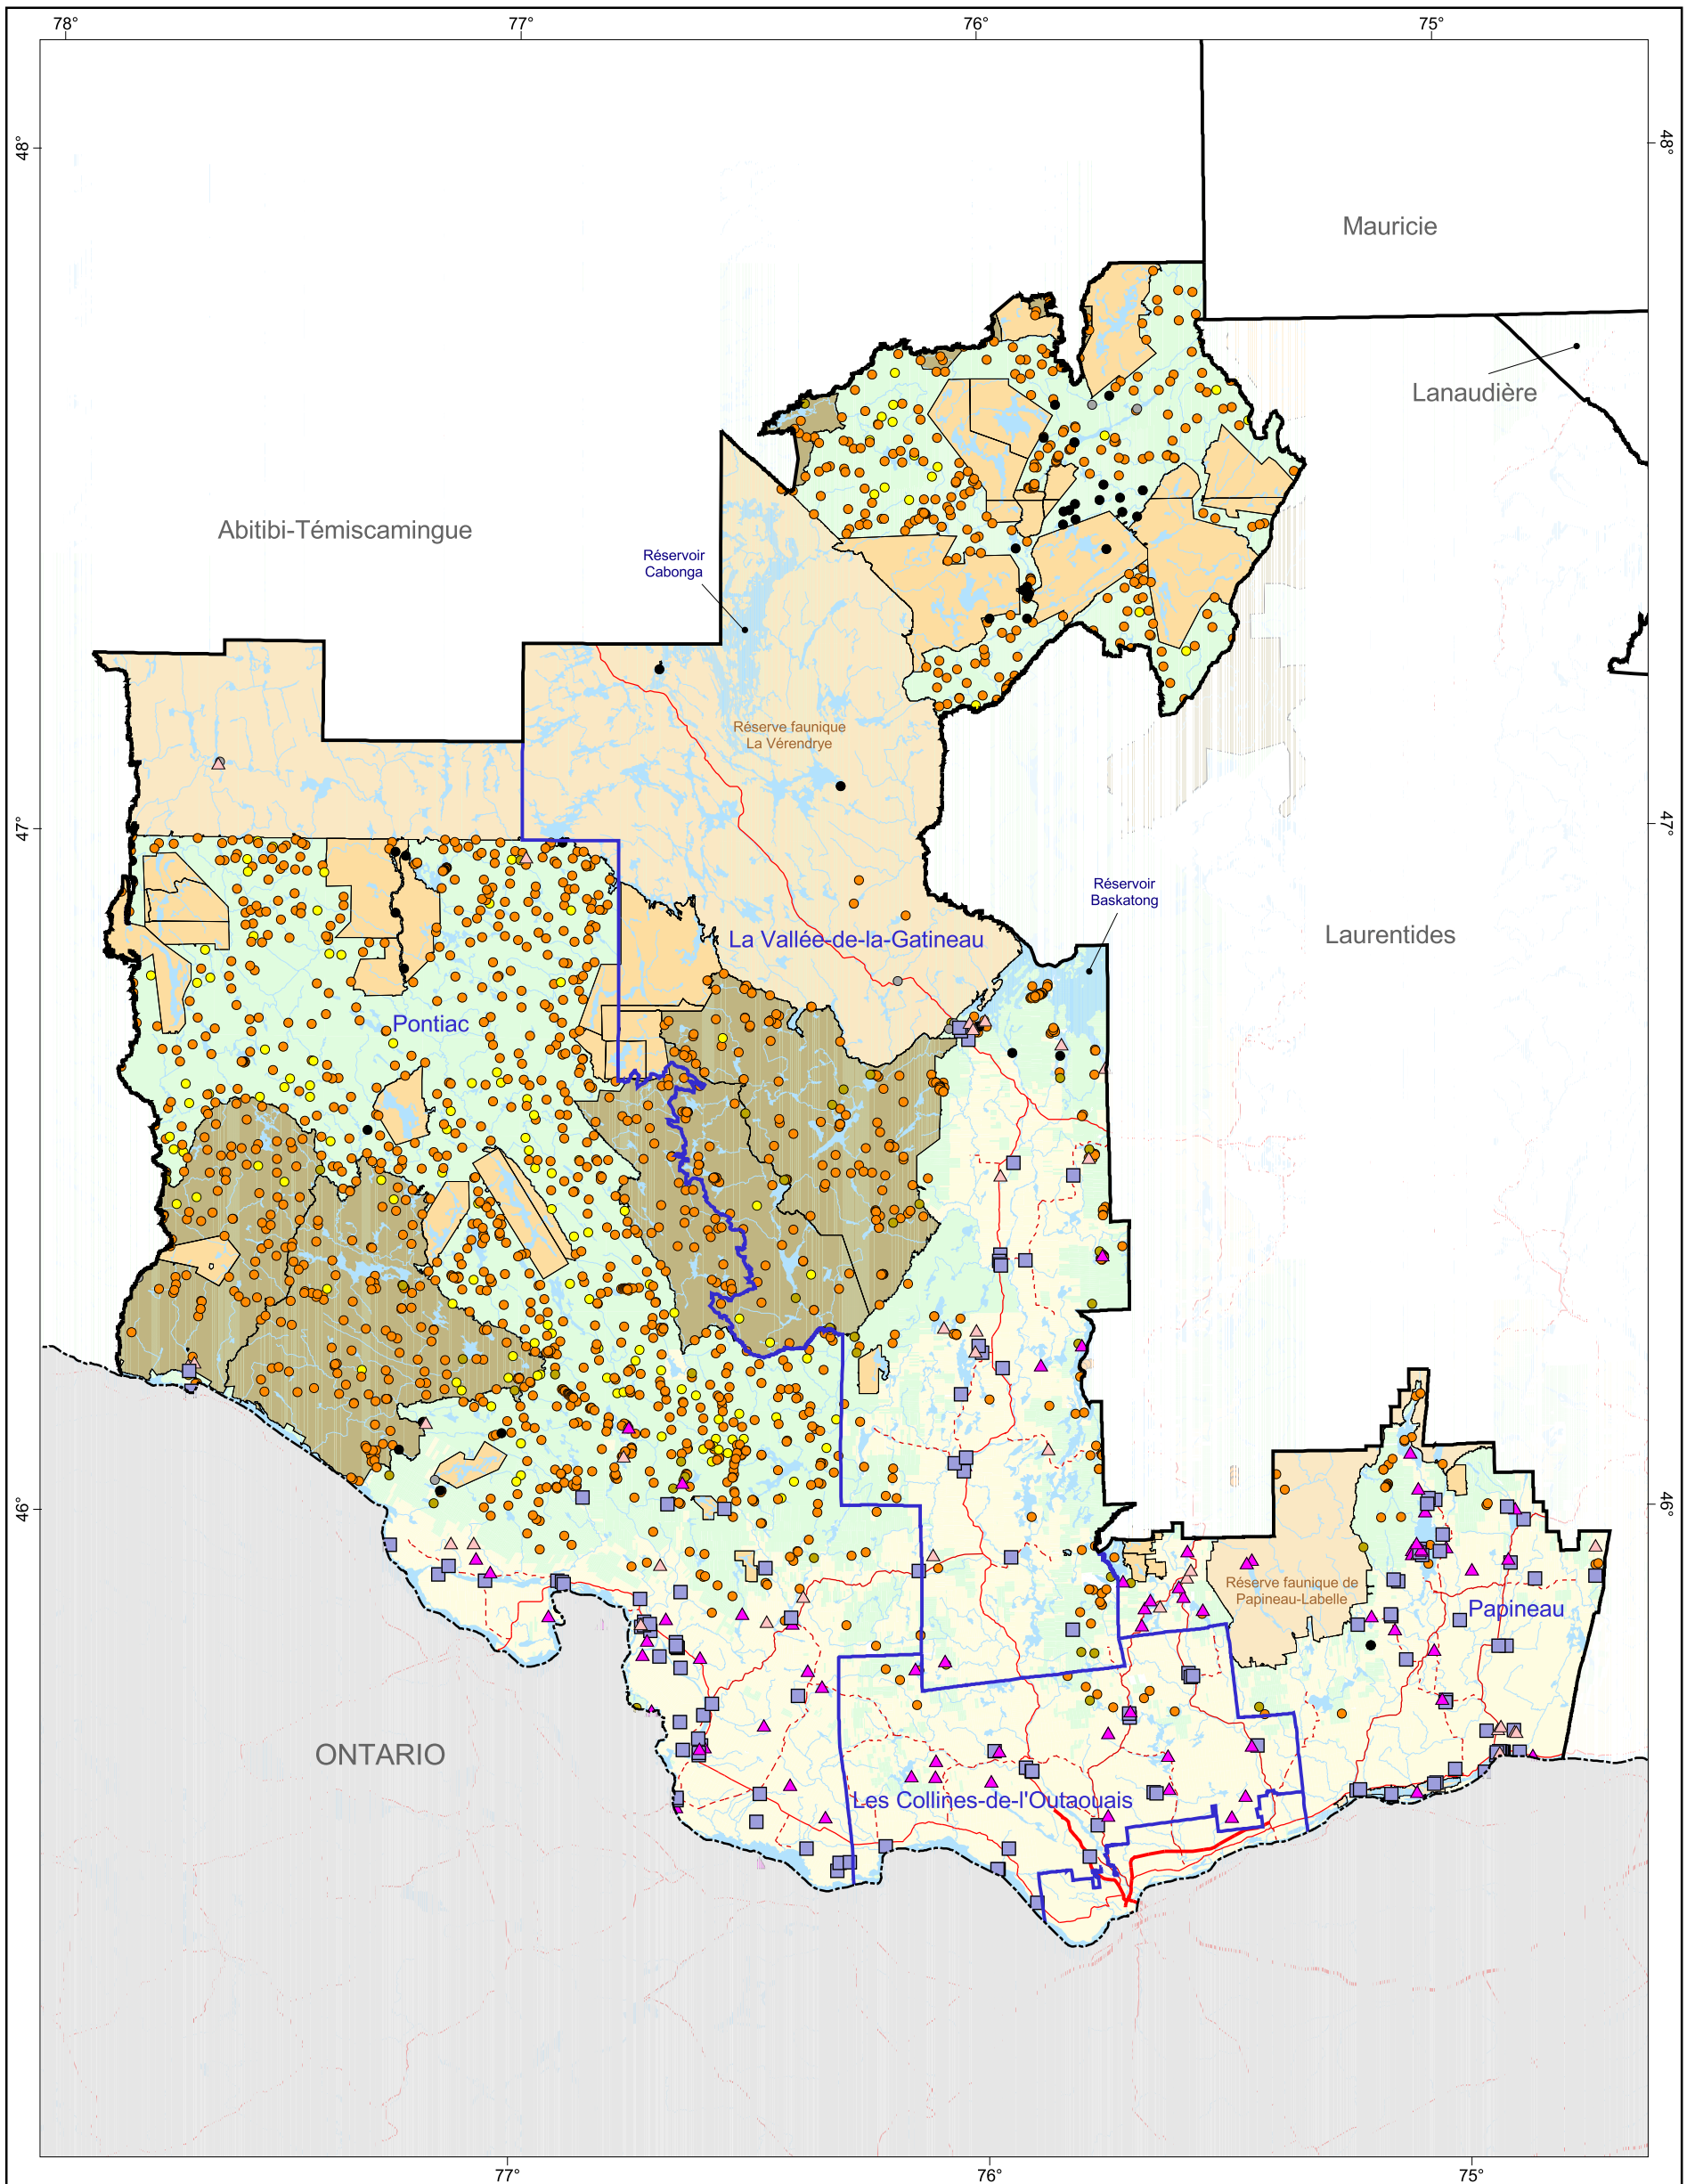 78°
77°
76°
75°
48°
48°
Mauricie
Lanaudière
Abitibi-Témiscamingue
Réservoir
Cabonga
Réserve faunique
La Vérendrye
47°
47°
Réservoir
Baskatong
La Vallée-de-la-Gatineau
Laurentides
Pontiac
46°
46°
Réserve faunique de
Papineau-Labelle
Papineau
ONTARIO
Les Collines-de-l'Outaouais
77°
76°
75°